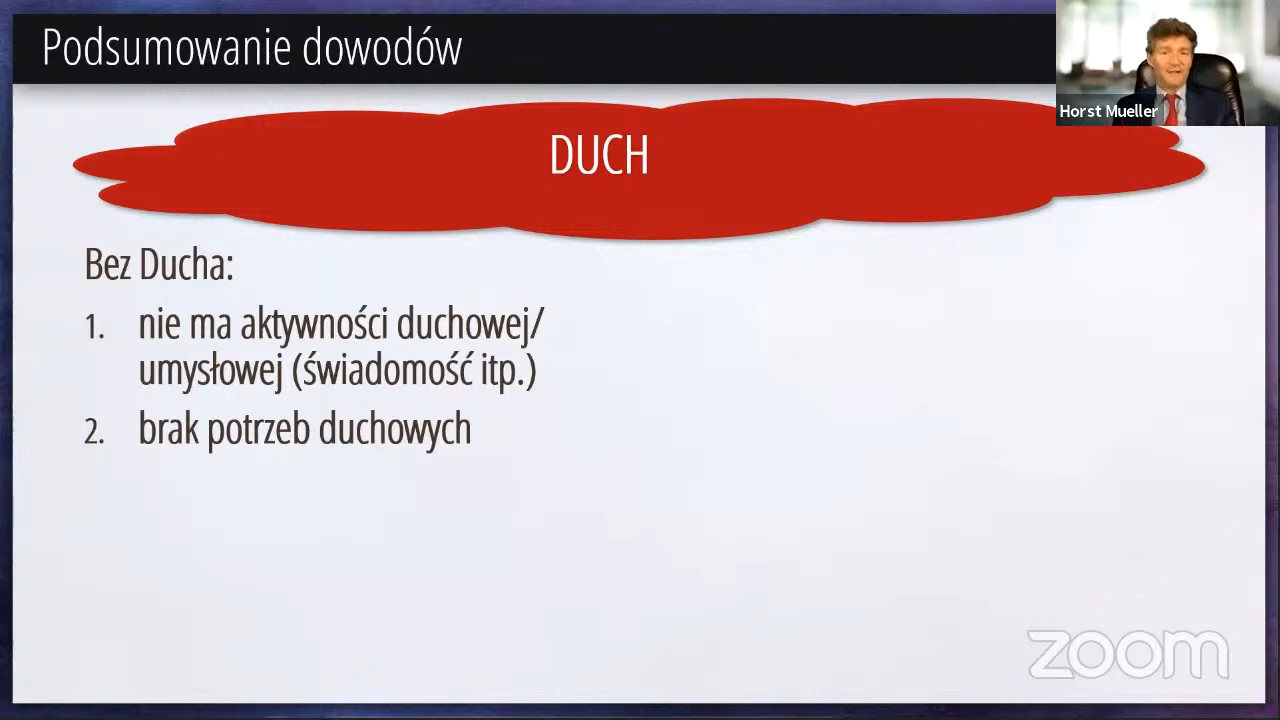 Podsumowanie dowodów
Horst Mueller
DUCH
Bez Ducha:
1. nie ma aktywności duchowej/
umysłowej (świadomość itp.)
2. brak potrzeb duchowych
zoom